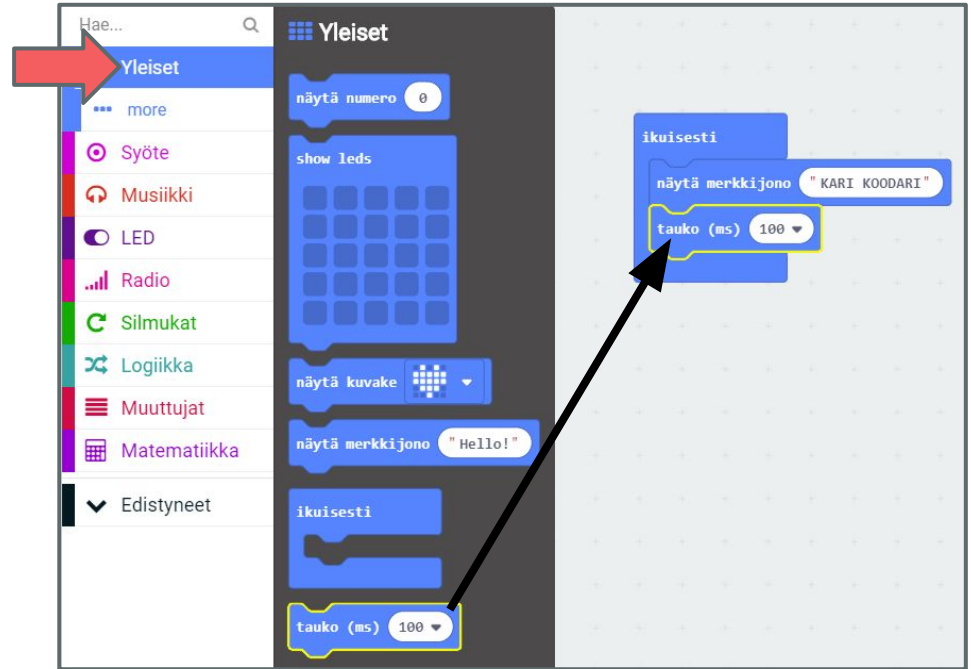 Hae...
Yleiset
more
Syöte
Musiikki
LED
Radio
Silmukat
Logiikka
Muuttujat
Matematiikka
Edistyneet
Yleiset
näytä numero 0
show leds
näytä kuvake
näytä merkkijono "Hello!"
ikuisesti
tauko (ms) 100
ikuisesti
näytä merkkijono "KARI KOODARI"
tauko (ms) 100